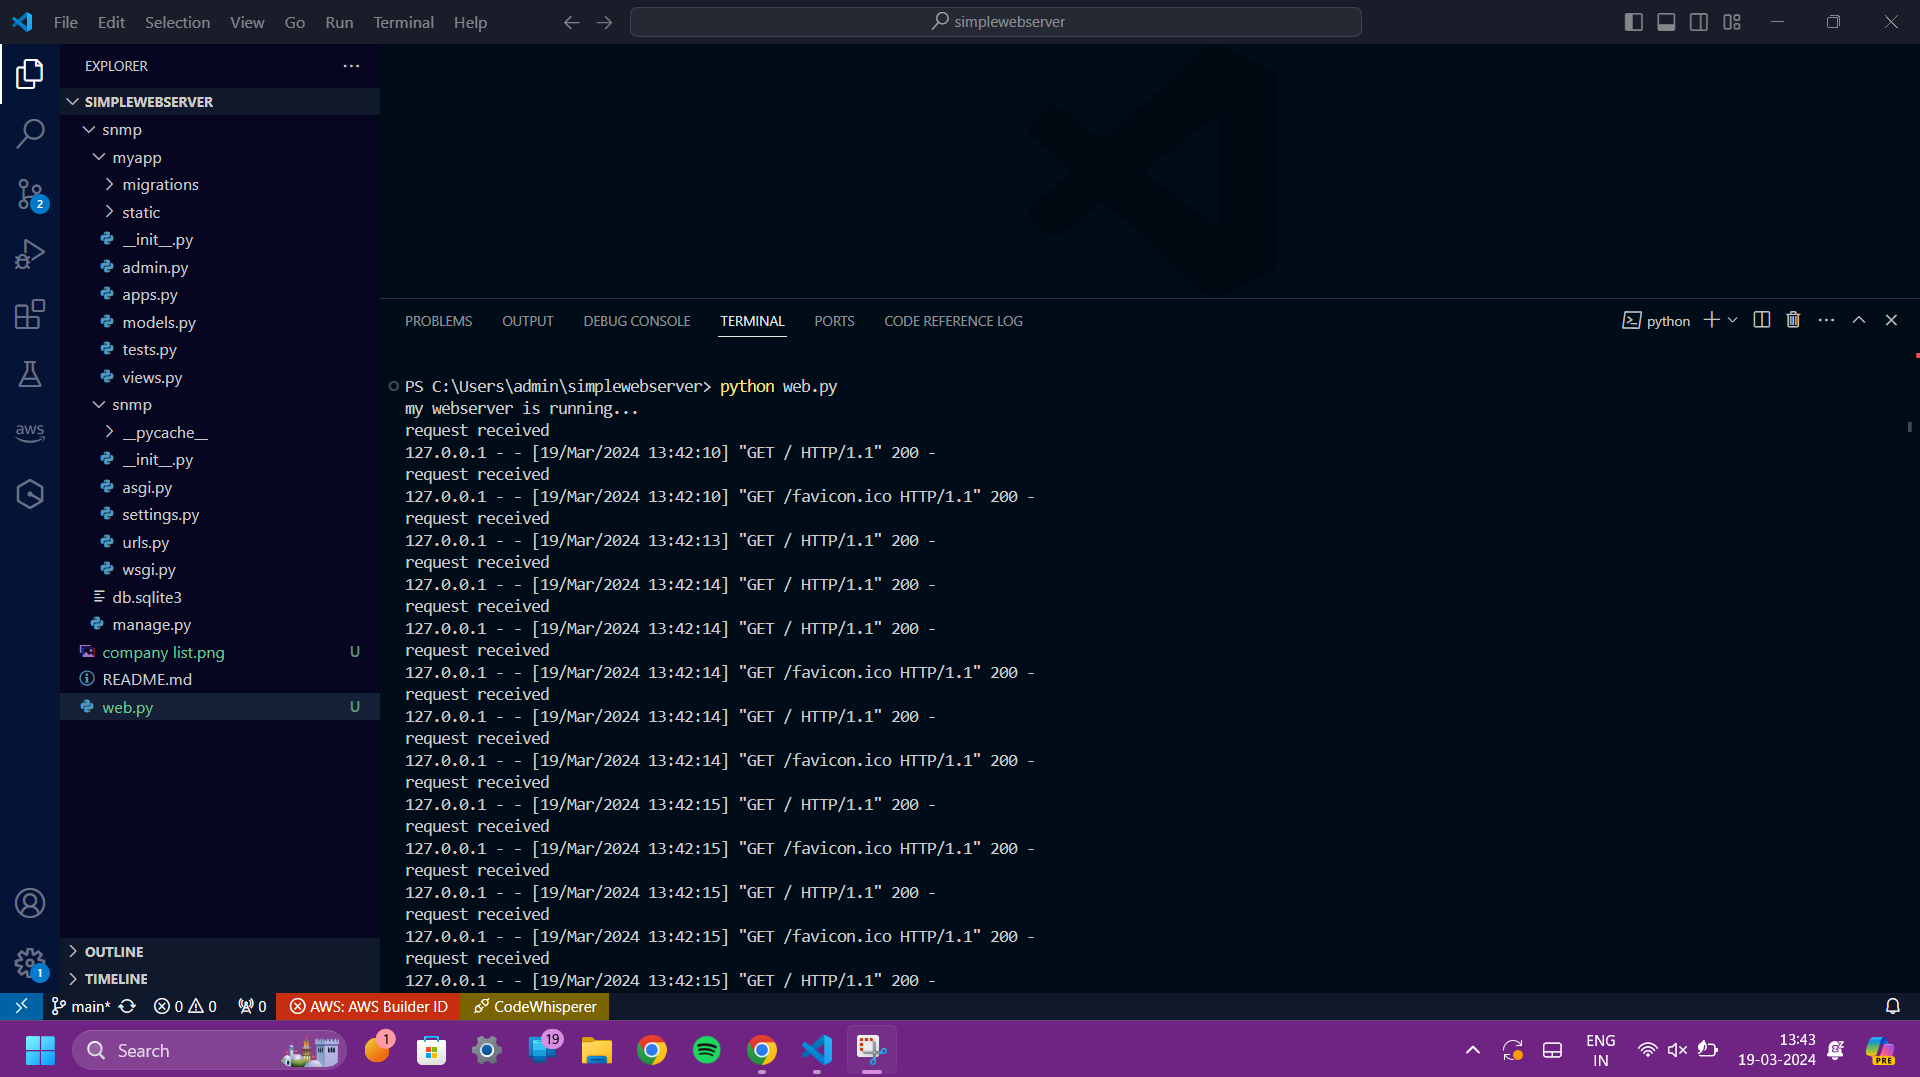 File Edit Selection View Go Run Terminal Help
simplewebserver
EXPLORER
SIMPLEWEBSERVER
snmp
myapp
migrations
static
__init__.py
admin.py
apps.py
models.py
tests.py
views.py
snmp
__pycache__
__init__.py
asgi.py
settings.py
urls.py
wsgi.py
db.sqlite3
manage.py
company list.png U
README.md
web.py U
OUTLINE
TIMELINE
2
aws
1
PROBLEMS OUTPUT DEBUG CONSOLE TERMINAL PORTS CODE REFERENCE LOG
python
PS C:\Users\admin\simplewebserver> python web.py
my webserver is running...
request received
127.0.0.1 - - [19/Mar/2024 13:42:10] "GET / HTTP/1.1" 200 -
request received
127.0.0.1 - - [19/Mar/2024 13:42:10] "GET /favicon.ico HTTP/1.1" 200 -
request received
127.0.0.1 - - [19/Mar/2024 13:42:13] "GET / HTTP/1.1" 200 -
request received
127.0.0.1 - - [19/Mar/2024 13:42:14] "GET / HTTP/1.1" 200 -
request received
127.0.0.1 - - [19/Mar/2024 13:42:14] "GET / HTTP/1.1" 200 -
request received
127.0.0.1 - - [19/Mar/2024 13:42:14] "GET /favicon.ico HTTP/1.1" 200 -
request received
127.0.0.1 - - [19/Mar/2024 13:42:14] "GET / HTTP/1.1" 200 -
request received
127.0.0.1 - - [19/Mar/2024 13:42:14] "GET /favicon.ico HTTP/1.1" 200 -
request received
127.0.0.1 - - [19/Mar/2024 13:42:15] "GET / HTTP/1.1" 200 -
request received
127.0.0.1 - - [19/Mar/2024 13:42:15] "GET /favicon.ico HTTP/1.1" 200 -
request received
127.0.0.1 - - [19/Mar/2024 13:42:15] "GET / HTTP/1.1" 200 -
request received
127.0.0.1 - - [19/Mar/2024 13:42:15] "GET /favicon.ico HTTP/1.1" 200 -
request received
127.0.0.1 - - [19/Mar/2024 13:42:15] "GET / HTTP/1.1" 200 -
main* 0 0 0 AWS: AWS Builder ID CodeWhisperer
Search 1 19
ENG
IN
13:43
19-03-2024
PRE